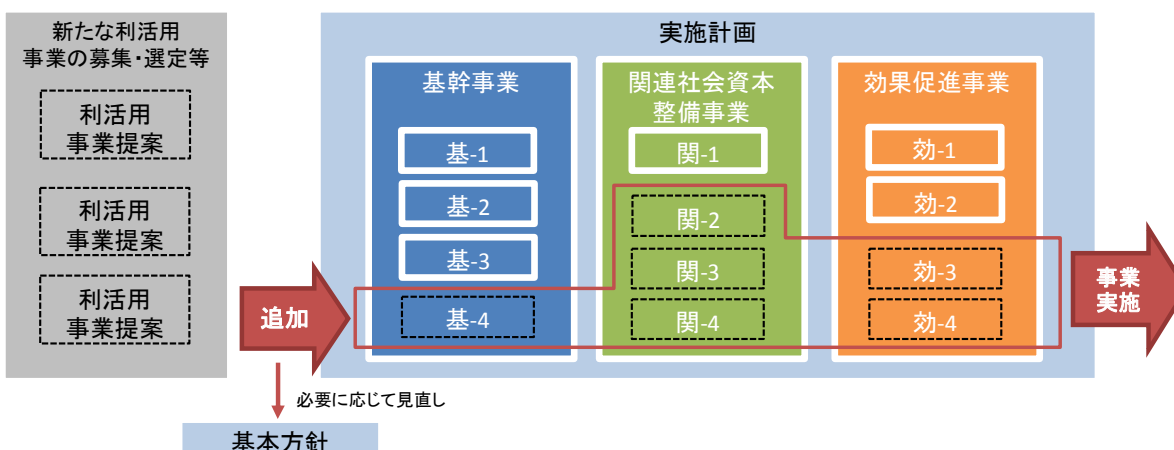 新たな利活用
事業の募集・選定等
利活用
事業提案
利活用
事業提案
利活用
事業提案
追加
必要に応じて見直し
基本方針
実施計画
基幹事業
基-1
基-2
基-3
基-4
関連社会資本
整備事業
関-1
関-2
関-3
関-4
効果促進事業
効-1
効-2
効-3
効-4
事業
実施